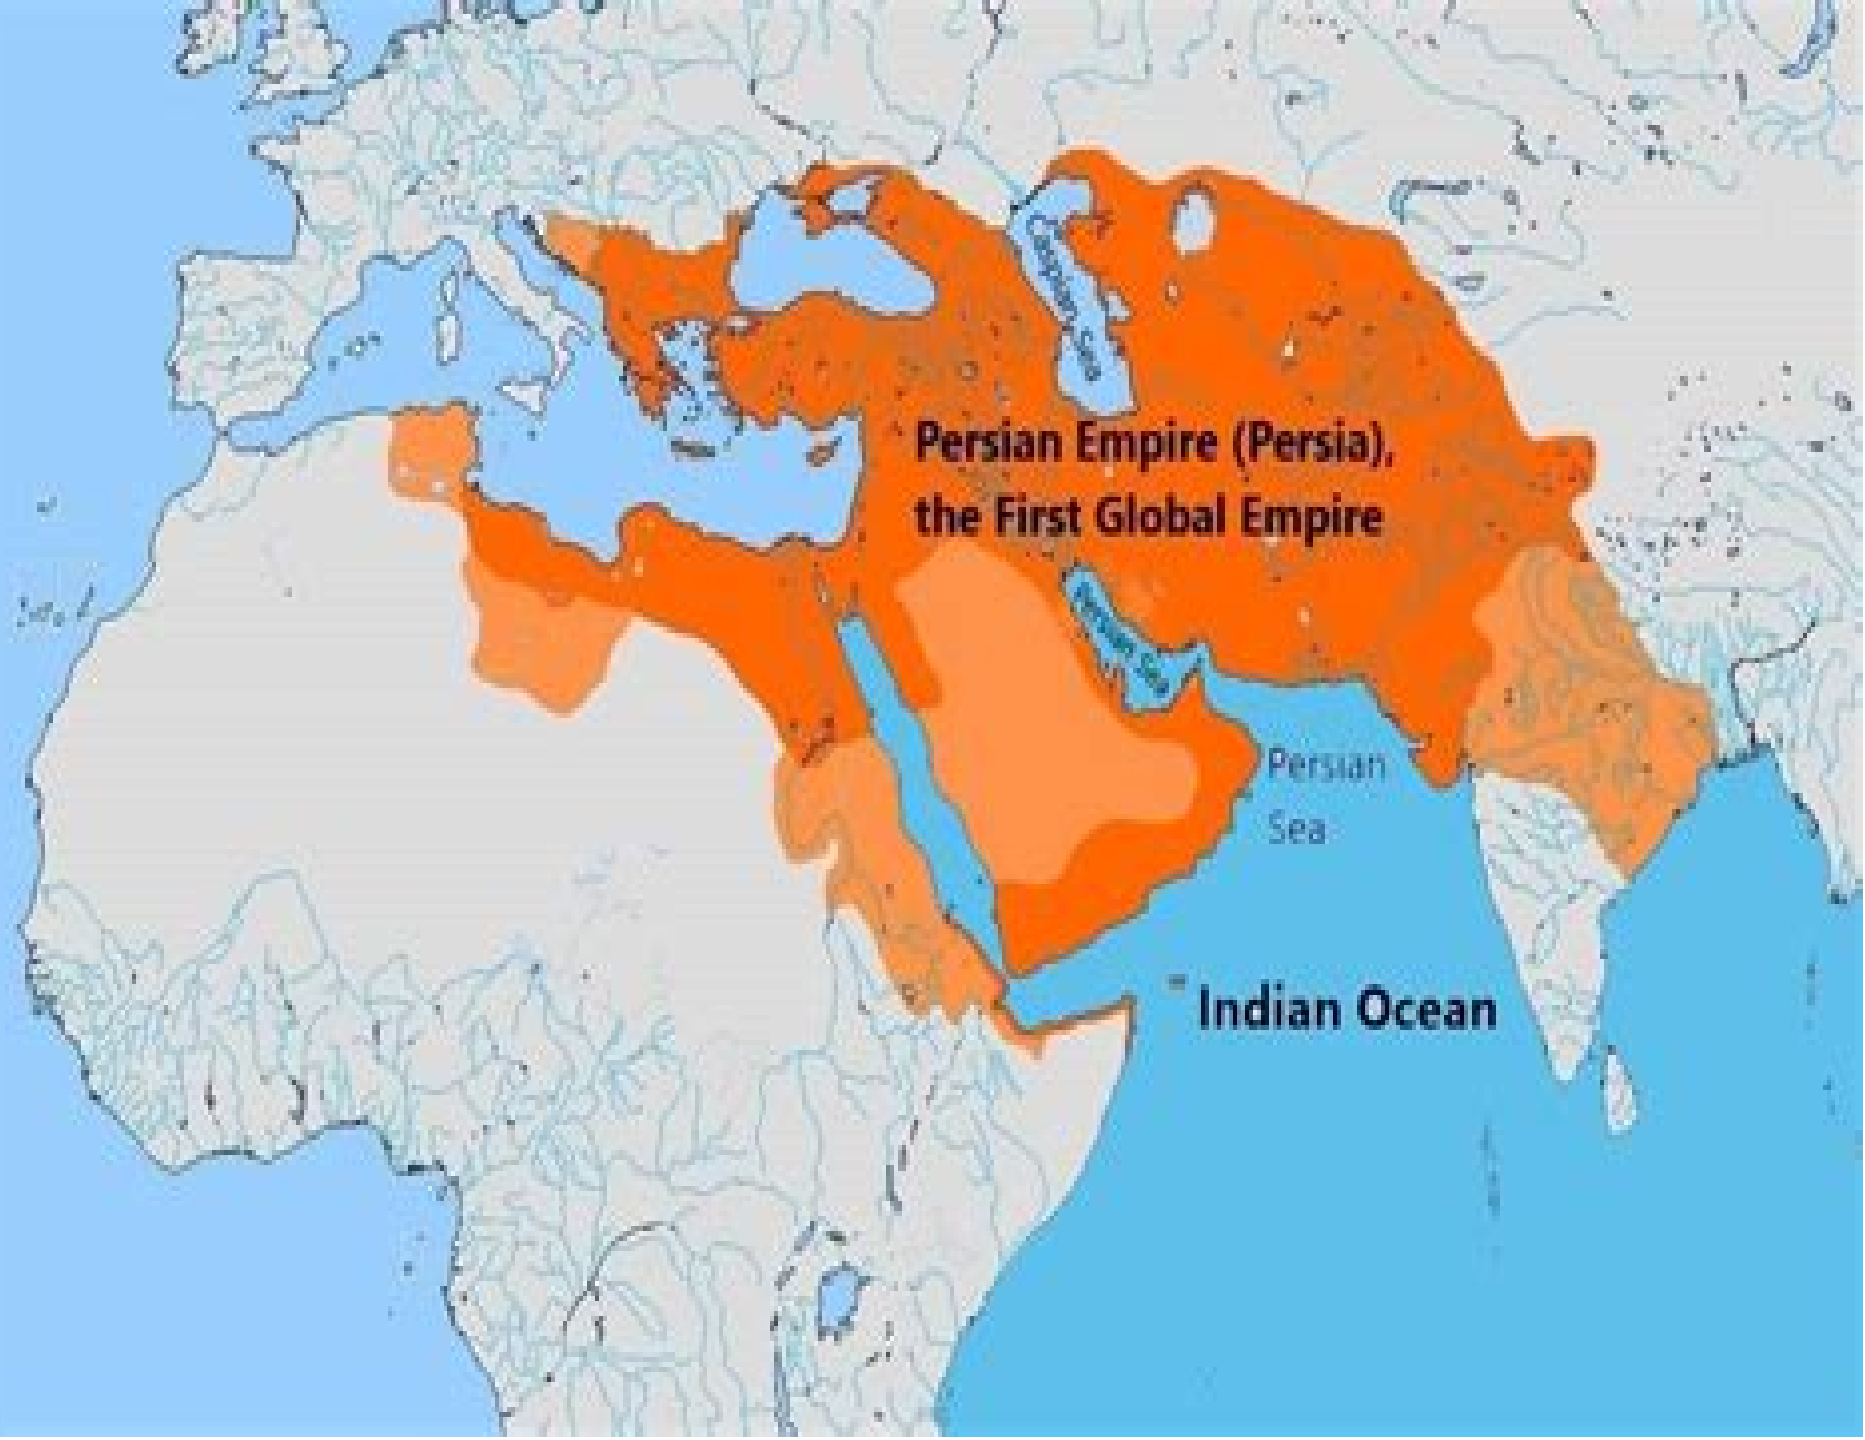 Caspian Sea
Persian Empire (Persia),
the First Global Empire
Persian Sea
Persian
Sea
Indian Ocean